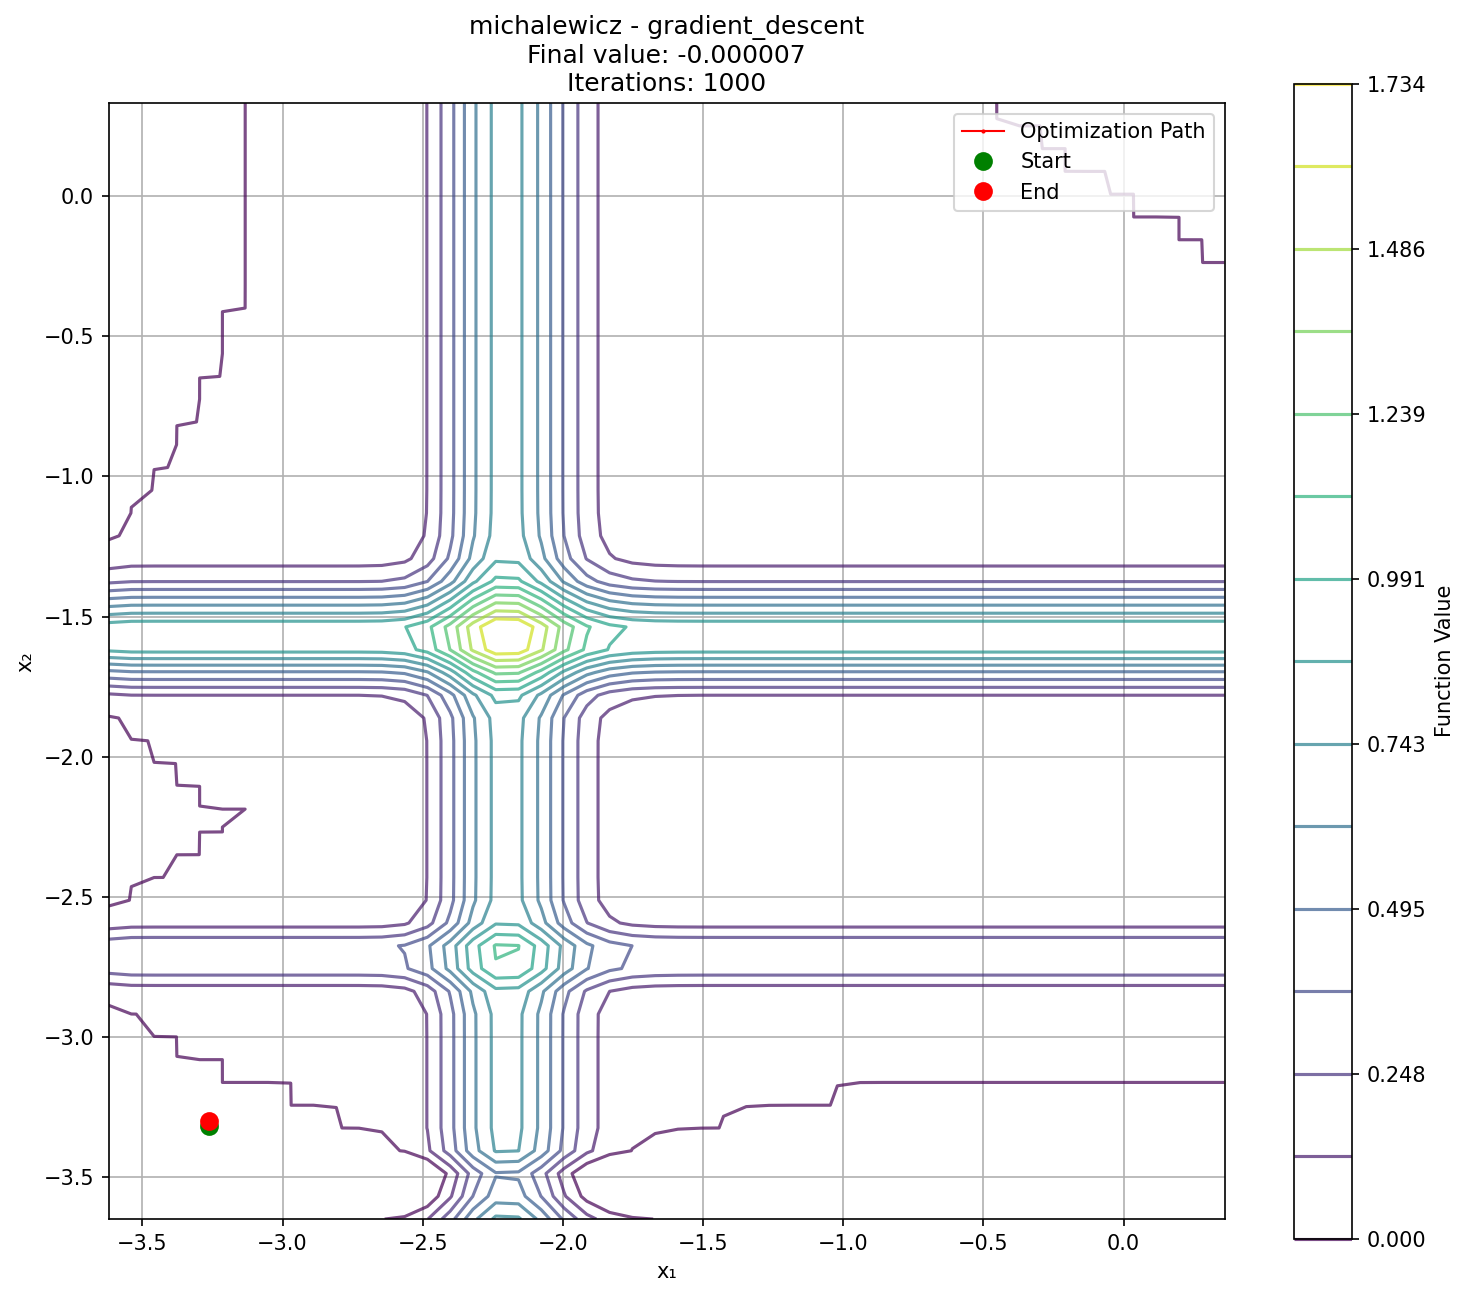 michalewicz - gradient_descent
Final value: -0.000007
Iterations: 1000
Optimization Path
Start
End
0.0
−0.5
−1.0
−1.5
−2.0
−2.5
−3.0
−3.5
x₂
−3.5 −3.0 −2.5 −2.0 −1.5 −1.0 −0.5 0.0
x₁
1.734
1.486
1.239
0.991
0.743
0.495
0.248
0.000
Function Value